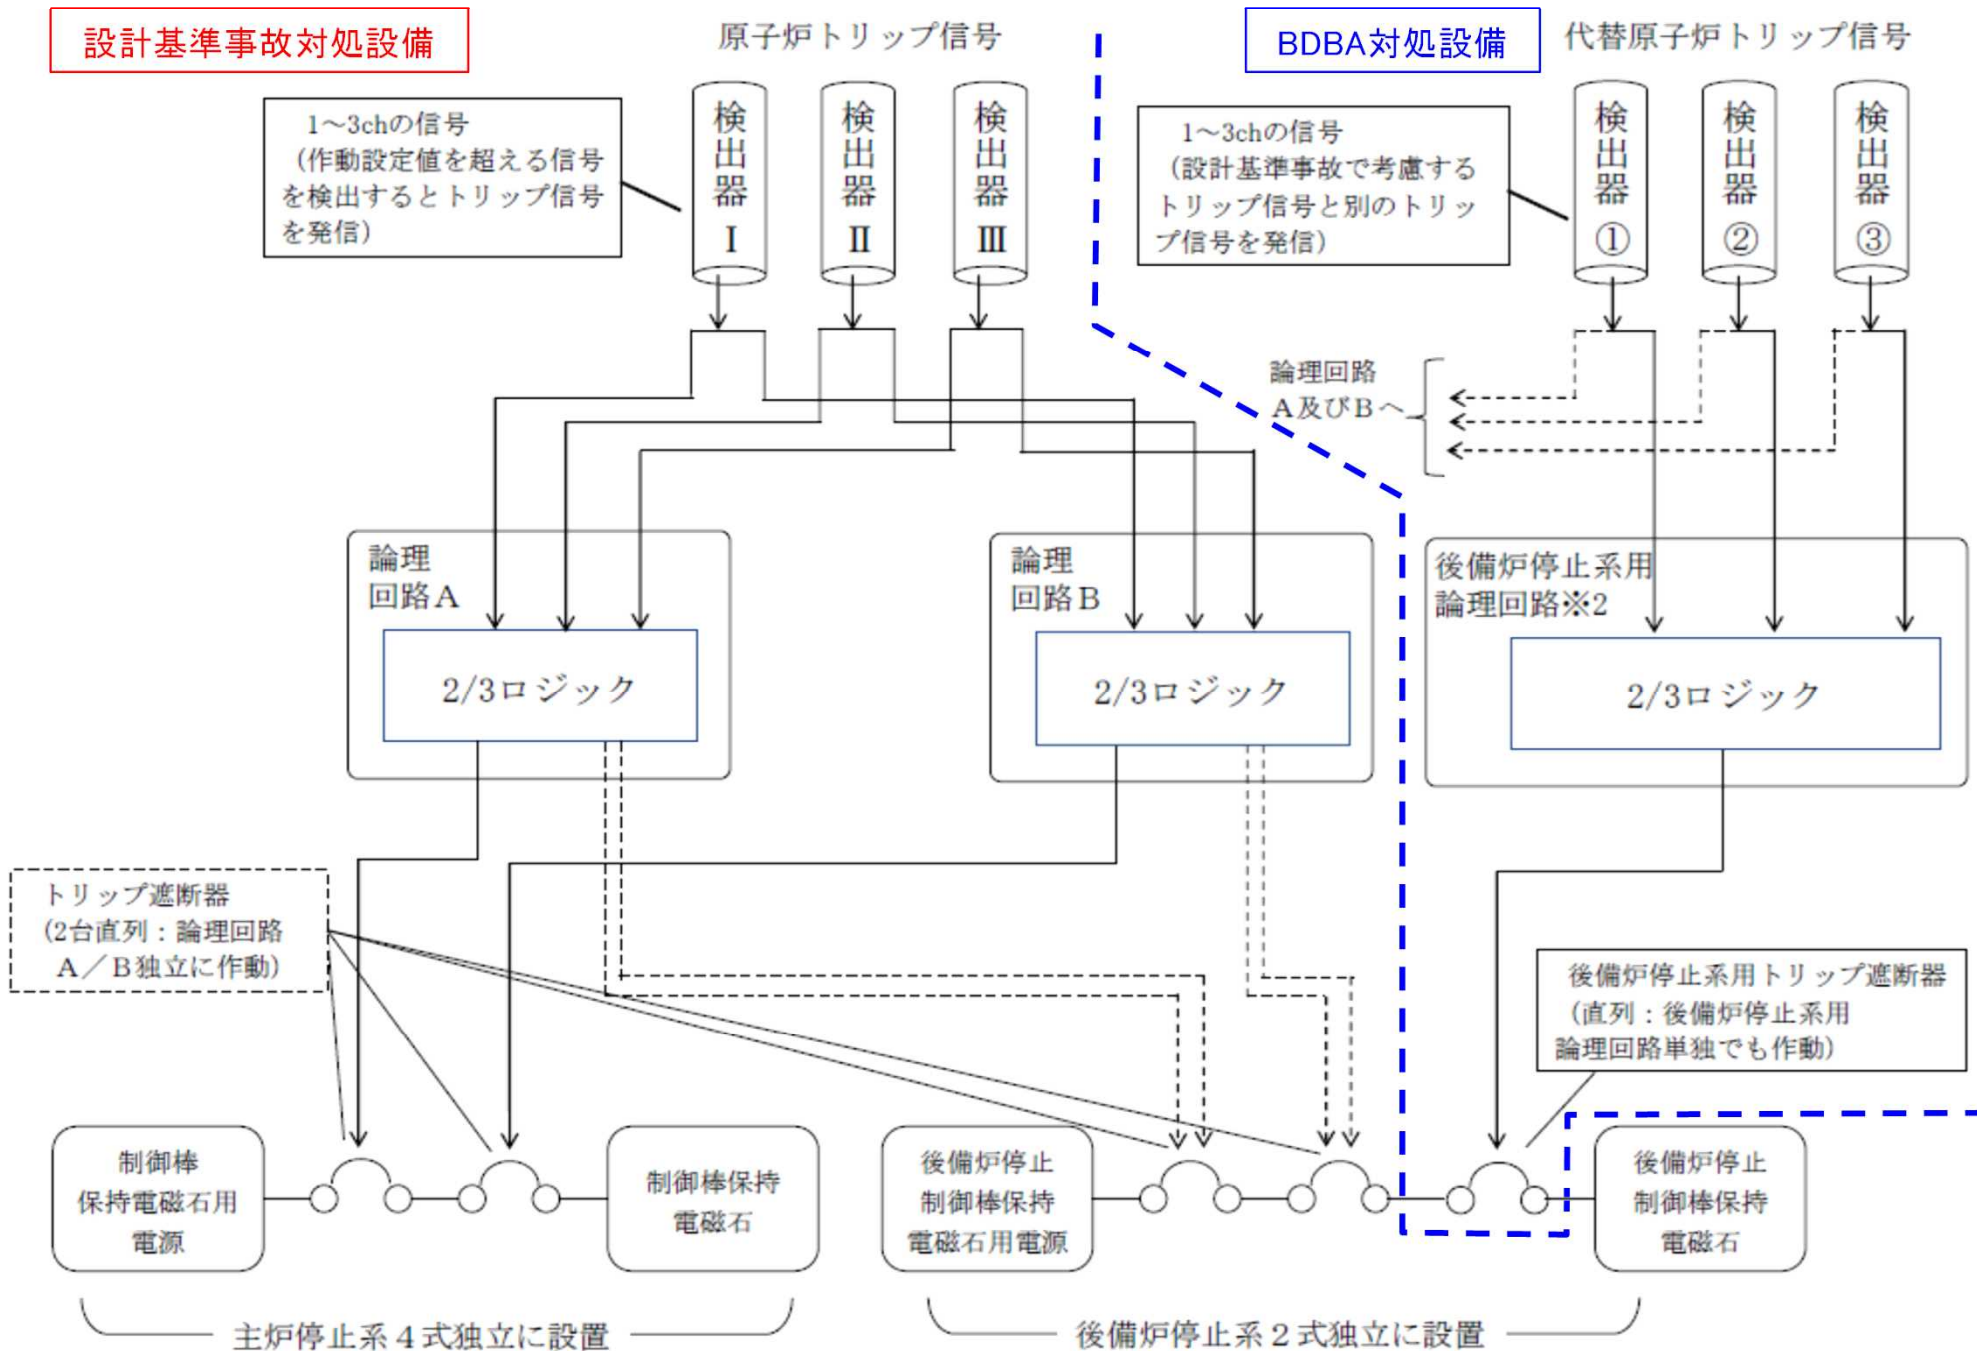 設計基準事故対処設備
原子炉トリップ信号
BDBA対処設備
代替原子炉トリップ信号
1～3chの信号
（作動設定値を超える信号
を検出するとトリップ信号
を発信）
検出器Ⅰ
検出器Ⅱ
検出器Ⅲ
1～3chの信号
（設計基準事故で考慮する
トリップ信号と別のトリッ
プ信号を発信）
検出器①
検出器②
検出器③
論理回路
A及びBへ
論理
回路A
2/3ロジック
論理
回路B
2/3ロジック
後備炉停止系用
論理回路※2
2/3ロジック
トリップ遮断器
（2台直列：論理回路
A／B独立に作動）
後備炉停止系用トリップ遮断器
（直列：後備炉停止系用
論理回路単独でも作動）
制御棒
保持電磁石用
電源
制御棒保持
電磁石
後備炉停止
制御棒保持
電磁石用電源
後備炉停止
制御棒保持
電磁石
主炉停止系４式独立に設置
後備炉停止系２式独立に設置